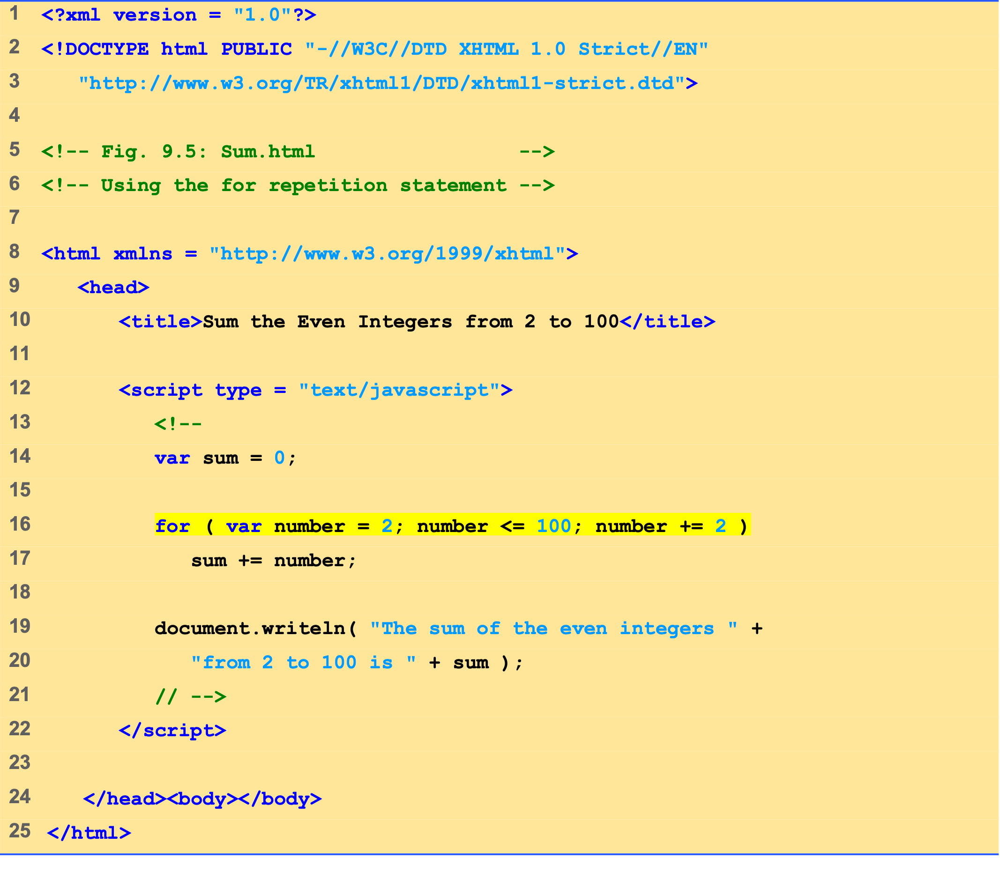 1 <?xml version = "1.0"?>
2 <!DOCTYPE html PUBLIC "-//W3C//DTD XHTML 1.0 Strict//EN"
3    "http://www.w3.org/TR/xhtml1/DTD/xhtml1-strict.dtd">
4
5 <!-- Fig. 9.5: Sum.html                 -->
6 <!-- Using the for repetition statement -->
7
8 <html xmlns = "http://www.w3.org/1999/xhtml">
9    <head>
10       <title>Sum the Even Integers from 2 to 100</title>
11
12       <script type = "text/javascript">
13          <!--
14          var sum = 0;
15
16          for ( var number = 2; number <= 100; number += 2 )
17             sum += number;
18
19          document.writeln( "The sum of the even integers " +
20             "from 2 to 100 is " + sum );
21          // -->
22       </script>
23
24    </head><body></body>
25 </html>